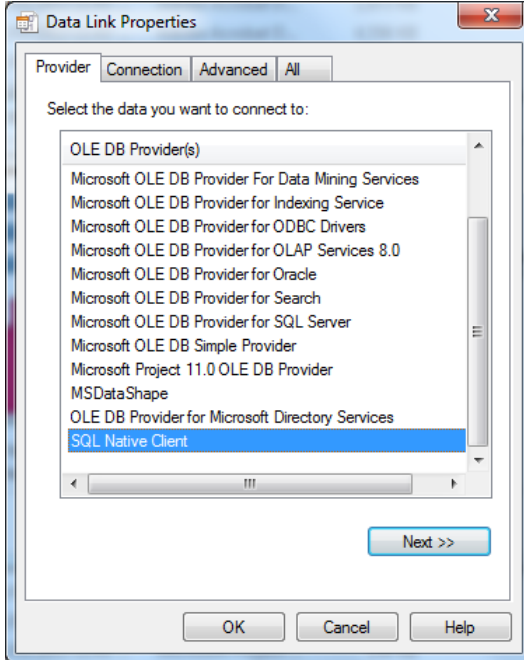 Data Link Properties
Provider Connection Advanced All
Select the data you want to connect to:
OLE DB Provider(s)
Microsoft OLE DB Provider For Data Mining Services
Microsoft OLE DB Provider for Indexing Service
Microsoft OLE DB Provider for ODBC Drivers
Microsoft OLE DB Provider for OLAP Services 8.0
Microsoft OLE DB Provider for Oracle
Microsoft OLE DB Provider for Search
Microsoft OLE DB Provider for SQL Server
Microsoft OLE DB Simple Provider
Microsoft Project 11.0 OLE DB Provider
MSDataShape
OLE DB Provider for Microsoft Directory Services
SQL Native Client
Next >>
OK Cancel Help